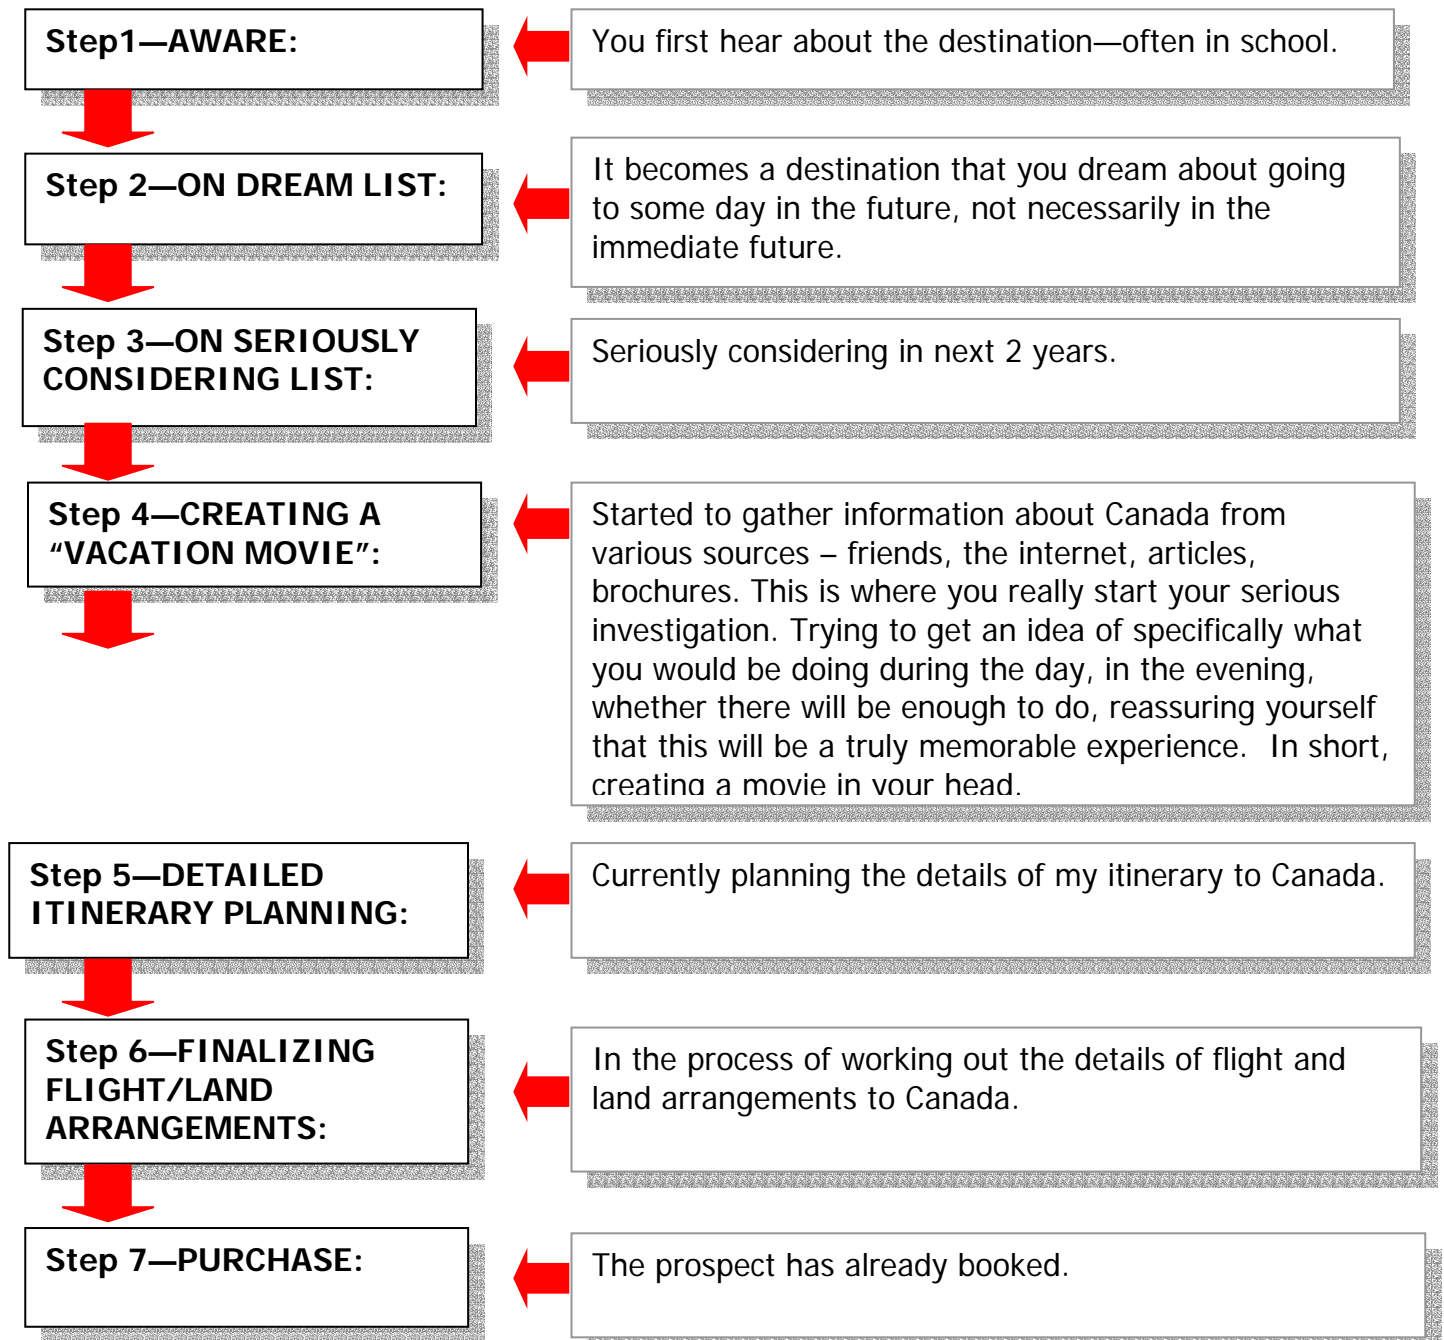 Step1—AWARE:
You first hear about the destination—often in school.
Step 2—ON DREAM LIST:
It becomes a destination that you dream about going
to some day in the future, not necessarily in the
immediate future.
Step 3—ON SERIOUSLY
CONSIDERING LIST:
Seriously considering in next 2 years.
Step 4—CREATING A
“VACATION MOVIE”:
Started to gather information about Canada from
various sources – friends, the internet, articles,
brochures. This is where you really start your serious
investigation. Trying to get an idea of specifically what
you would be doing during the day, in the evening,
whether there will be enough to do, reassuring yourself
that this will be a truly memorable experience.  In short,
creating a movie in your head.
Step 5—DETAILED
ITINERARY PLANNING:
Currently planning the details of my itinerary to Canada.
Step 6—FINALIZING
FLIGHT/LAND
ARRANGEMENTS:
In the process of working out the details of flight and
land arrangements to Canada.
Step 7—PURCHASE:
The prospect has already booked.